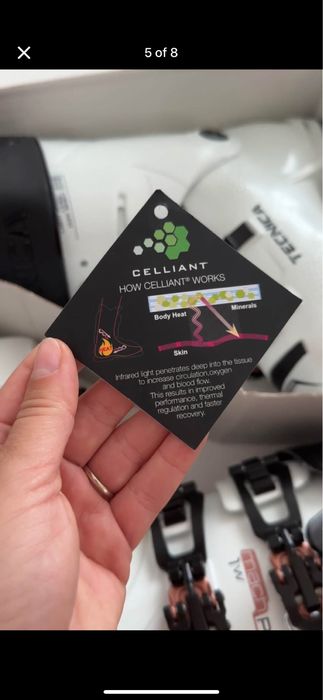 5 of 8
CELLIANT
HOW CELLIANT® WORKS
Body Heat
Minerals
HEAT
Skin
Infrared light penetrates deep into the tissue
to increase circulation,oxygen
and blood flow.
This results in improved
performance, thermal
regulation and faster
recovery.
TECNICA